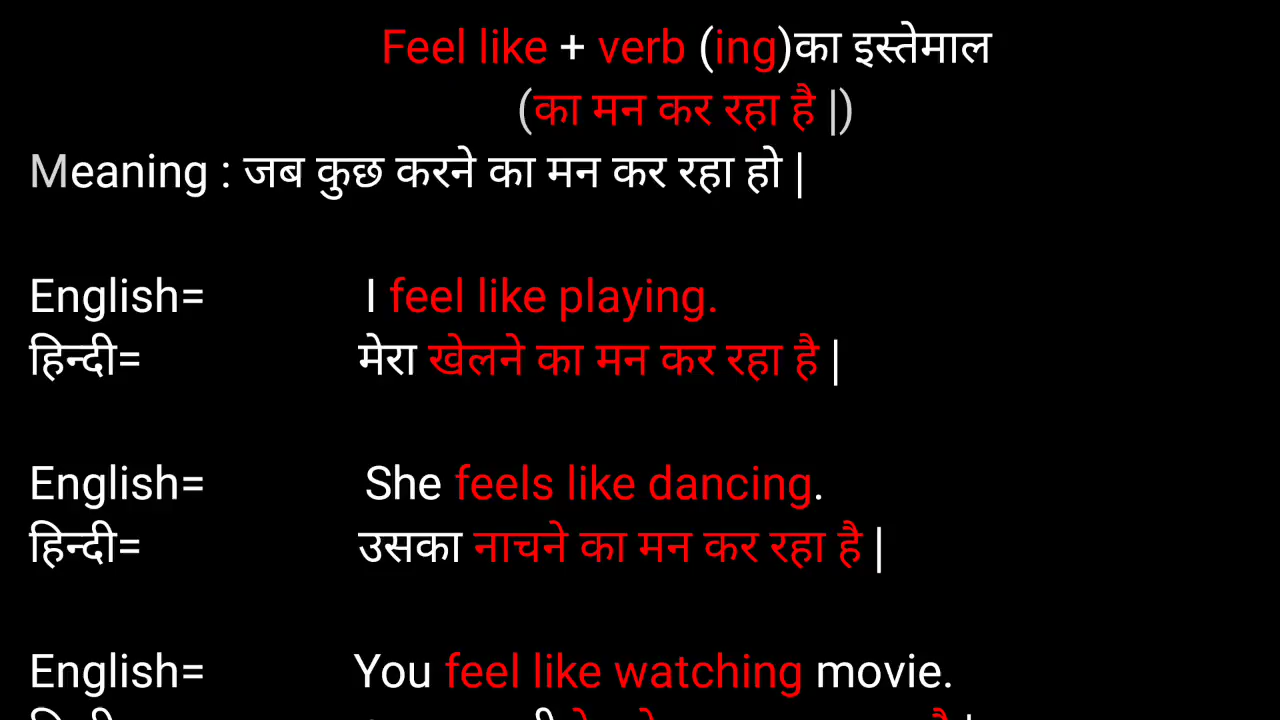 Feel like + verb (ing)का इस्तेमाल
(का मन कर रहा है |)
Meaning : जब कुछ करने का मन कर रहा हो |
English= I feel like playing.
हिन्दी= मेरा खेलने का मन कर रहा है |
English= She feels like dancing.
हिन्दी= उसका नाचने का मन कर रहा है |
English= You feel like watching movie.